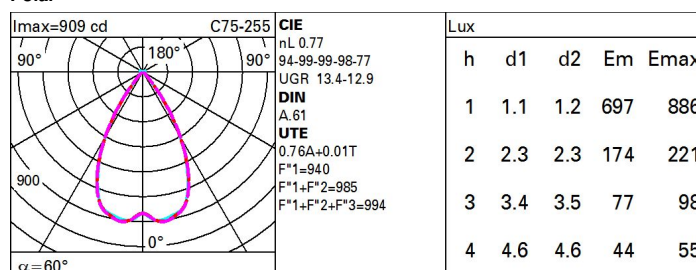 Imax=909 cd C75-255
90° 180° 90°
900
0°
α=60°
CIE
nL 0.77
94-99-99-98-77
UGR 13.4-12.9
DIN
A.61
UTE
0.76A+0.01T
F"1=940
F"1+F"2=985
F"1+F"2+F"3=994
Lux
h d1 d2 Em Emax
1 1.1 1.2 697 886
2 2.3 2.3 174 221
3 3.4 3.5 77 98
4 4.6 4.6 44 55